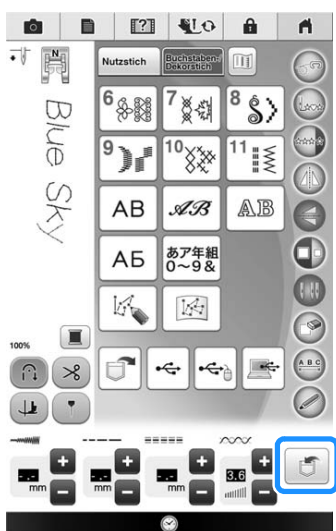 N
Nutzstich
Buchstaben-/
Dekorstich
Blue Sky
6
7
8
9
10
11
AB
AB
AB
АБ
あア年組
0~9&
100%
A B C
mm
mm
mm
3.6